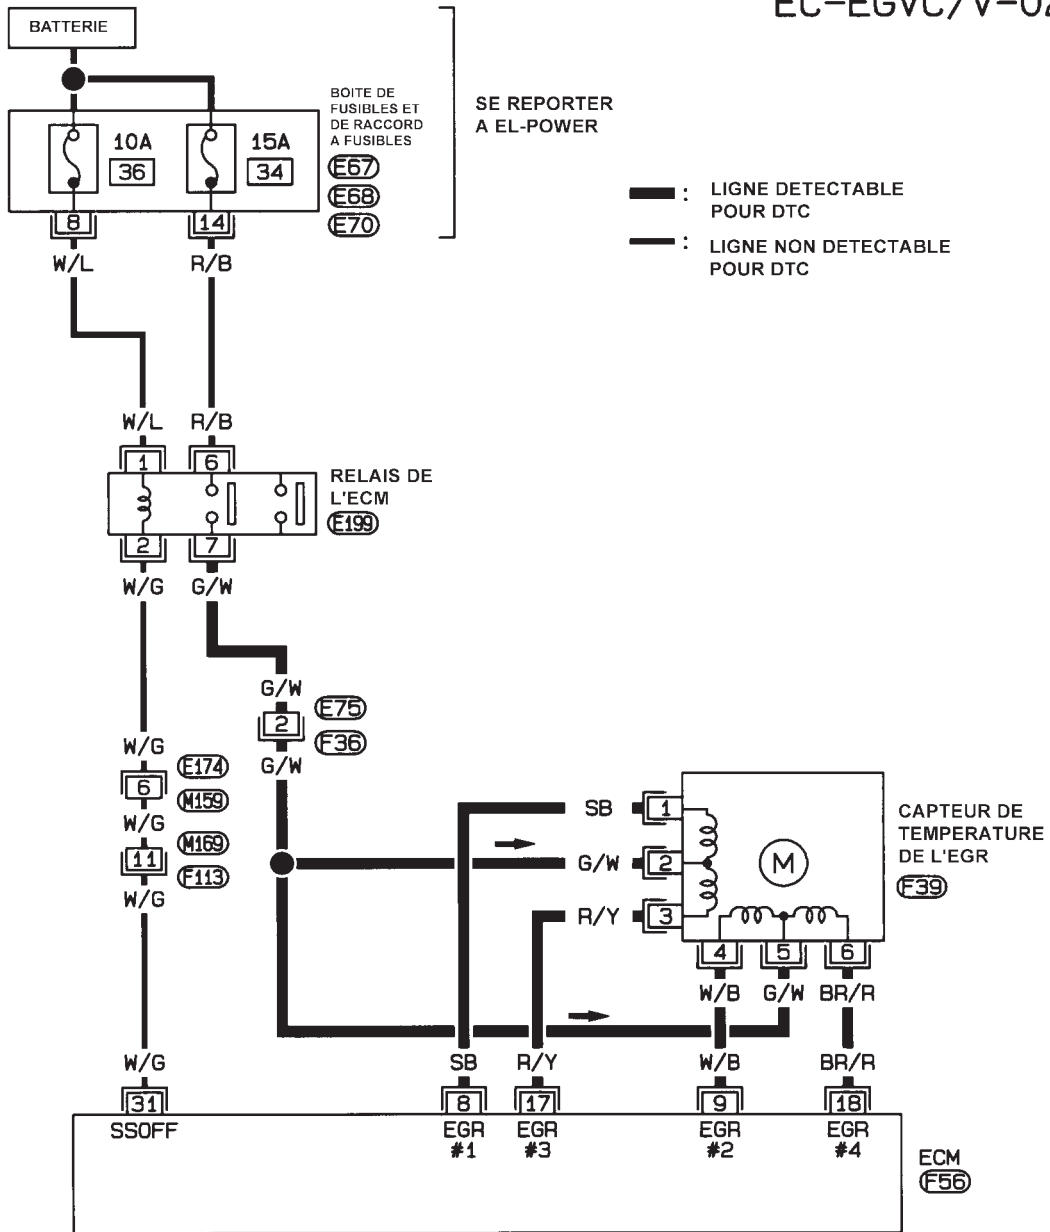 EC-EGVC/V-02
BATTERIE
BOITE DE
FUSIBLES ET
DE RACCORD
A FUSIBLES
E67
E68
E70
SE REPORTER
A EL-POWER
10A
36
15A
34
8
14
W/L
R/B
: LIGNE DETECTABLE
POUR DTC
: LIGNE NON DETECTABLE
POUR DTC
W/L
R/B
1
6
RELAIS DE
L'ECM
E199
2
7
W/G
G/W
G/W
2
E75
F36
G/W
W/G
6
E174
M159
W/G
11
M169
F113
W/G
SB
1
G/W
2
R/Y
3
M
CAPTEUR DE
TEMPERATURE
DE L'EGR
F39
4
5
6
W/B
G/W
BR/R
W/G
SB
R/Y
W/B
BR/R
31
8
17
9
18
SSOFF
EGR
#1
EGR
#3
EGR
#2
EGR
#4
ECM
F56